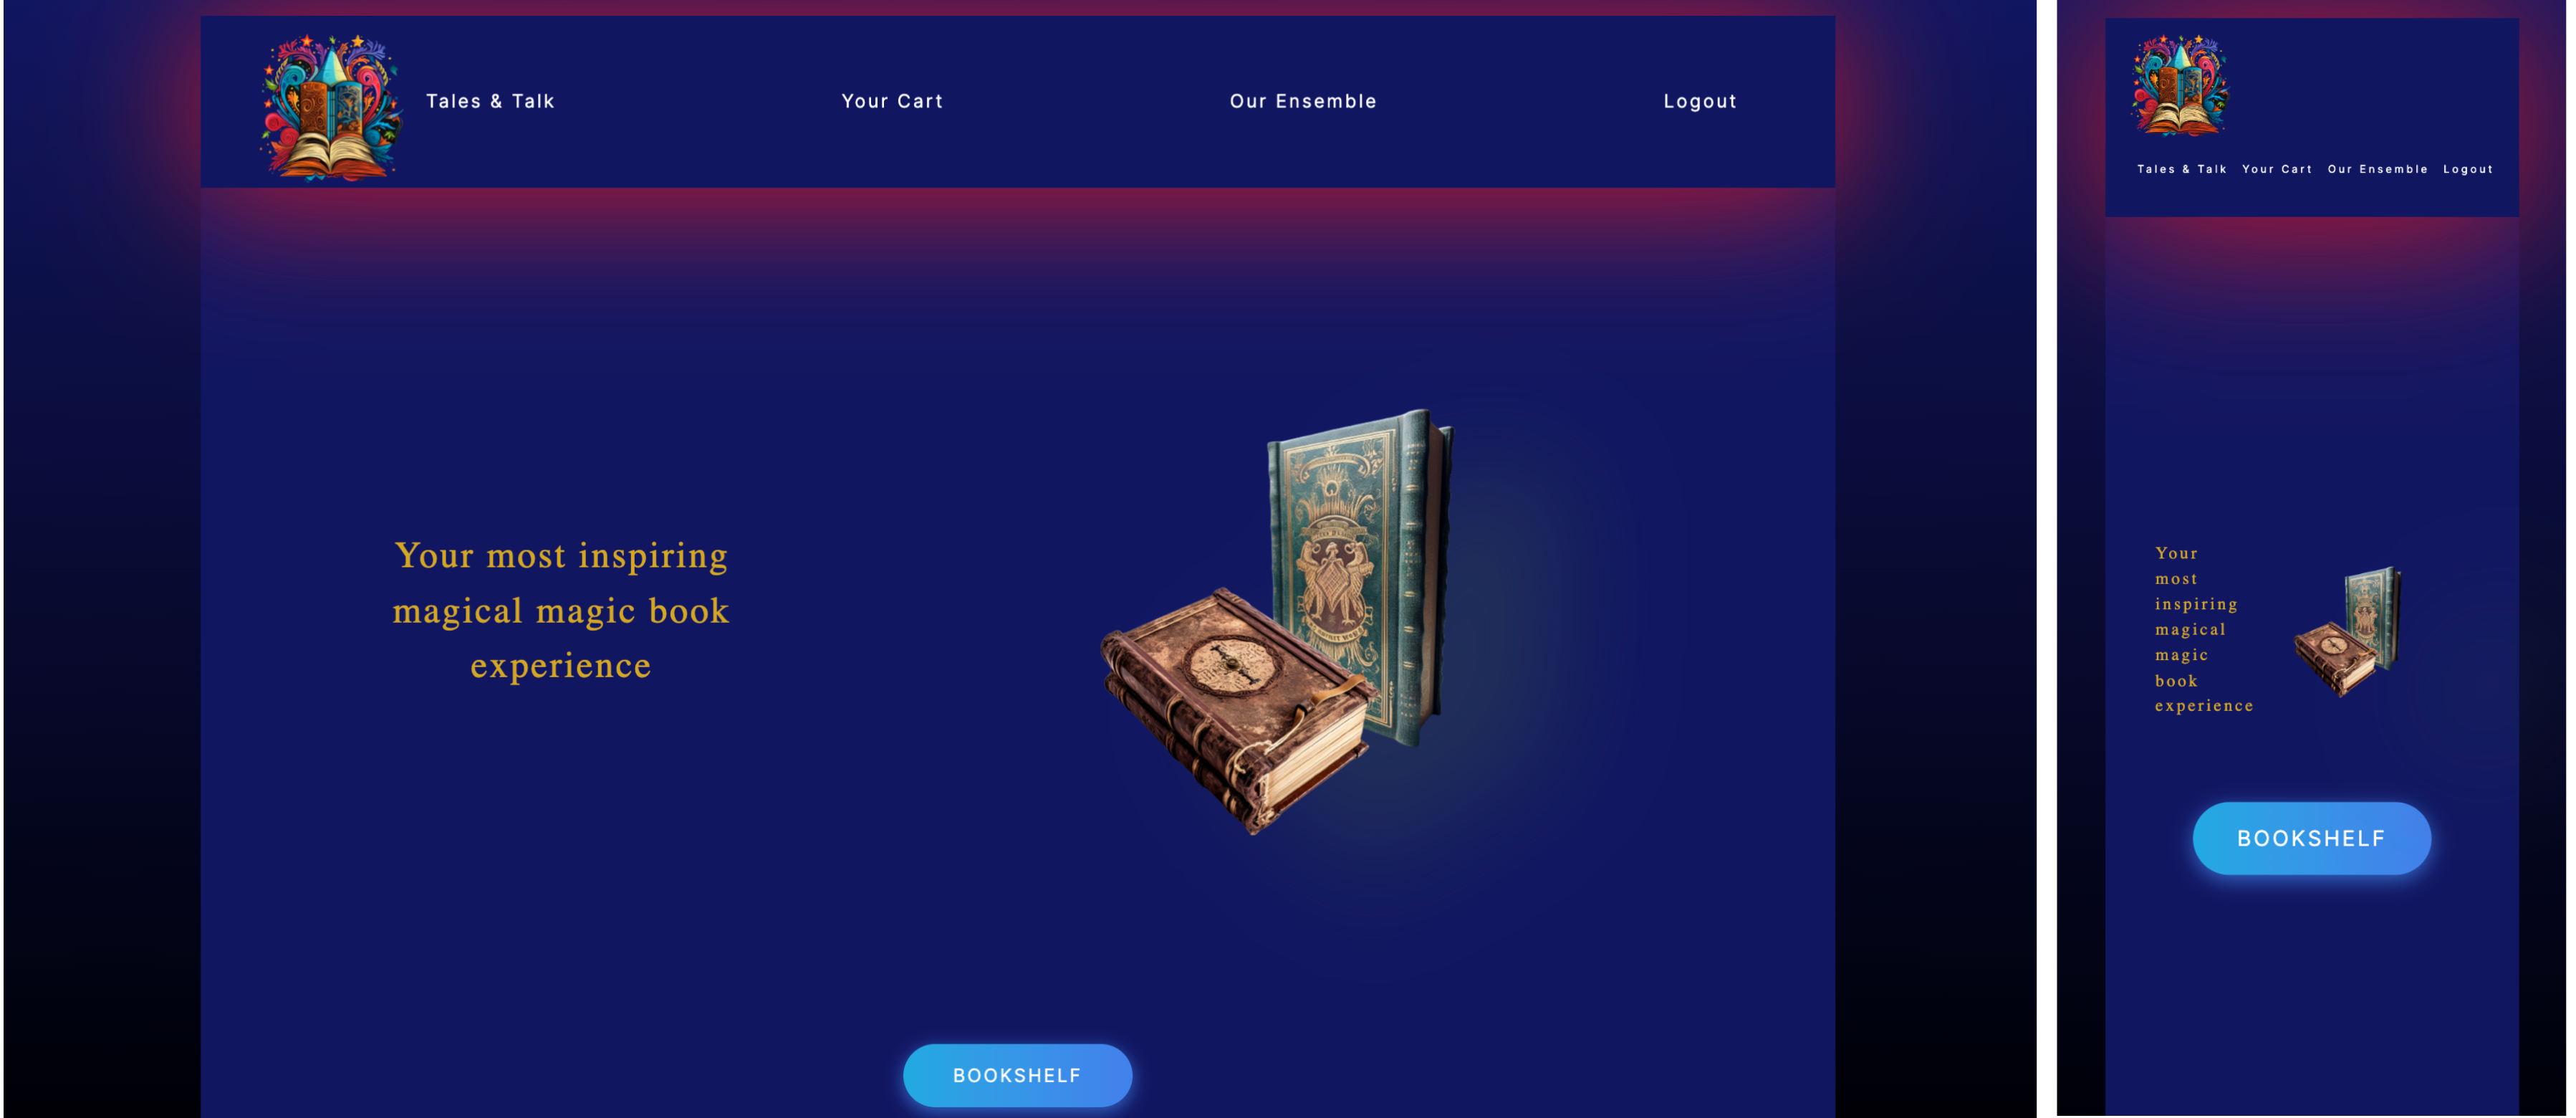 Tales & Talk
Your Cart
Our Ensemble
Logout
Your most inspiring
magical magic book
experience
BOOKSHELF
Tales & Talk
Your Cart
Our Ensemble
Logout
Your
most
inspiring
magical
magic
book
experience
BOOKSHELF